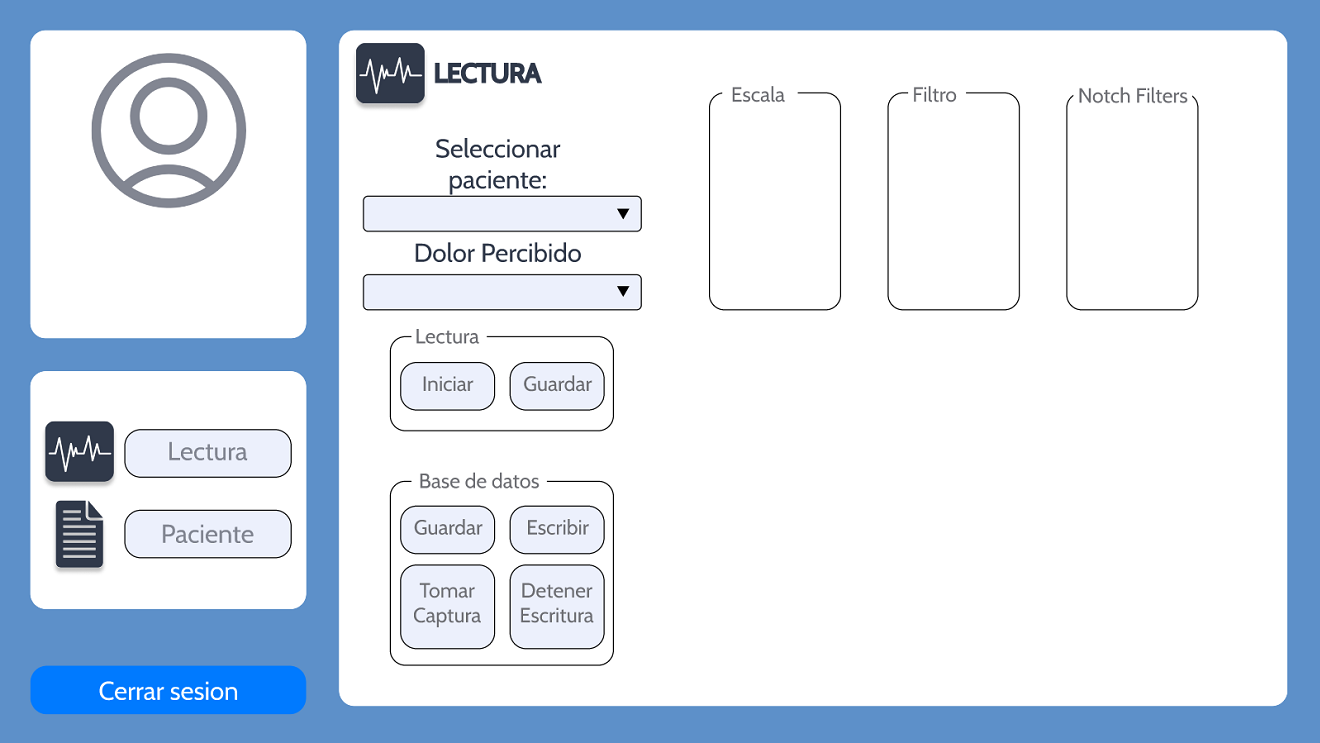 LECTURA
Seleccionar
paciente:
Dolor Percibido
Lectura
Iniciar
Guardar
Base de datos
Guardar
Escribir
Tomar
Captura
Detener
Escritura
Escala
Filtro
Notch Filters
Lectura
Paciente
Cerrar sesion